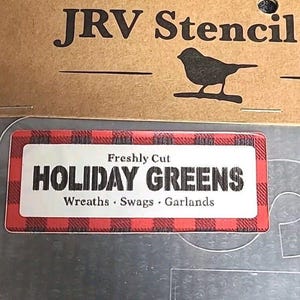 JRV Stencil
Freshly Cut
HOLIDAY GREENS
Wreaths · Swags · Garlands